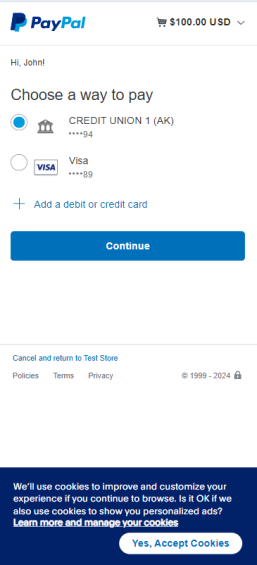 PayPal
$100.00 USD
Hi, John!
Choose a way to pay
CREDIT UNION 1 (AK)
••••94
VISA
Visa
••••89
+ Add a debit or credit card
Continue
Cancel and return to Test Store
Policies Terms Privacy
© 1999 - 2024
We'll use cookies to improve and customize your
experience if you continue to browse. Is it OK if we
also use cookies to show you personalized ads?
Learn more and manage your cookies
Yes, Accept Cookies